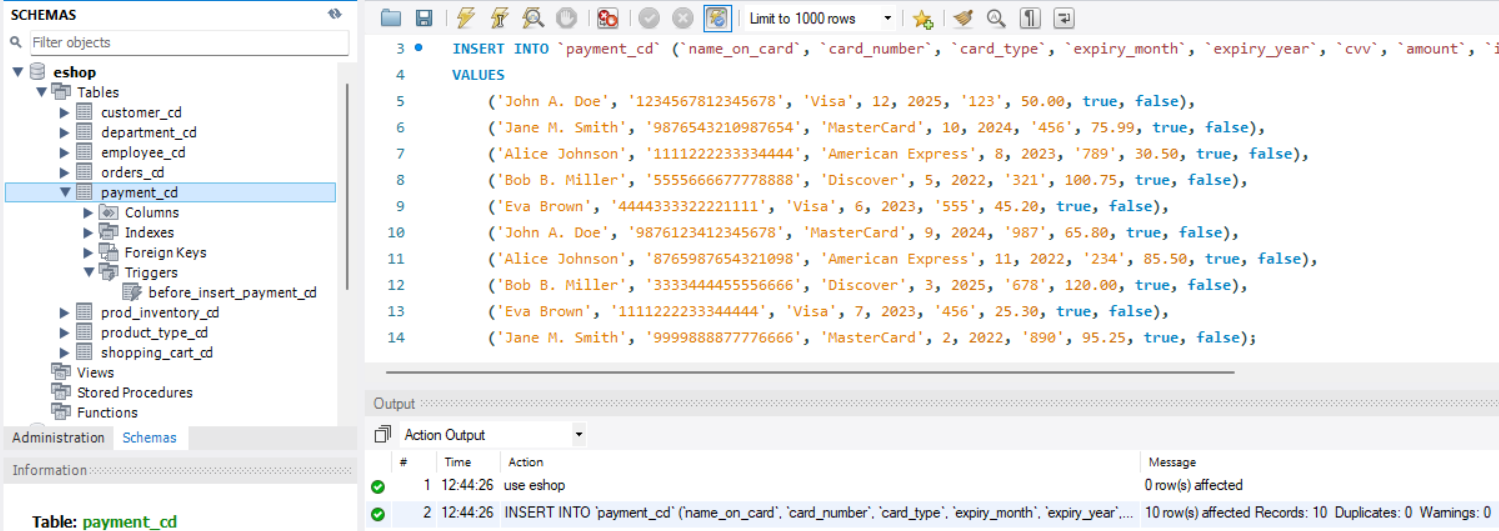 SCHEMAS
Filter objects
eshop
Tables
customer_cd
department_cd
employee_cd
orders_cd
payment_cd
Columns
Indexes
Foreign Keys
Triggers
before_insert_payment_cd
prod_inventory_cd
product_type_cd
shopping_cart_cd
Views
Stored Procedures
Functions
Administration Schemas
Information
Table: payment_cd
Limit to 1000 rows
3 INSERT INTO `payment_cd` (`name_on_card`, `card_number`, `card_type`, `expiry_month`, `expiry_year`, `cvv`, `amount`, `i
4 VALUES
5 ('John A. Doe', '1234567812345678', 'Visa', 12, 2025, '123', 50.00, true, false),
6 ('Jane M. Smith', '9876543210987654', 'MasterCard', 10, 2024, '456', 75.99, true, false),
7 ('Alice Johnson', '1111222233334444', 'American Express', 8, 2023, '789', 30.50, true, false),
8 ('Bob B. Miller', '5555666677778888', 'Discover', 5, 2022, '321', 100.75, true, false),
9 ('Eva Brown', '4444333322221111', 'Visa', 6, 2023, '555', 45.20, true, false),
10 ('John A. Doe', '9876123412345678', 'MasterCard', 9, 2024, '987', 65.80, true, false),
11 ('Alice Johnson', '8765987654321098', 'American Express', 11, 2022, '234', 85.50, true, false),
12 ('Bob B. Miller', '3333444455556666', 'Discover', 3, 2025, '678', 120.00, true, false),
13 ('Eva Brown', '1111222233344444', 'Visa', 7, 2023, '456', 25.30, true, false),
14 ('Jane M. Smith', '9999888877776666', 'MasterCard', 2, 2022, '890', 95.25, true, false);
Output
Action Output
# Time Action Message
1 12:44:26 use eshop 0 row(s) affected
2 12:44:26 INSERT INTO `payment_cd` (`name_on_card`, `card_number`, `card_type`, `expiry_month`, `expiry_year`,... 10 row(s) affected Records: 10 Duplicates: 0 Warnings: 0